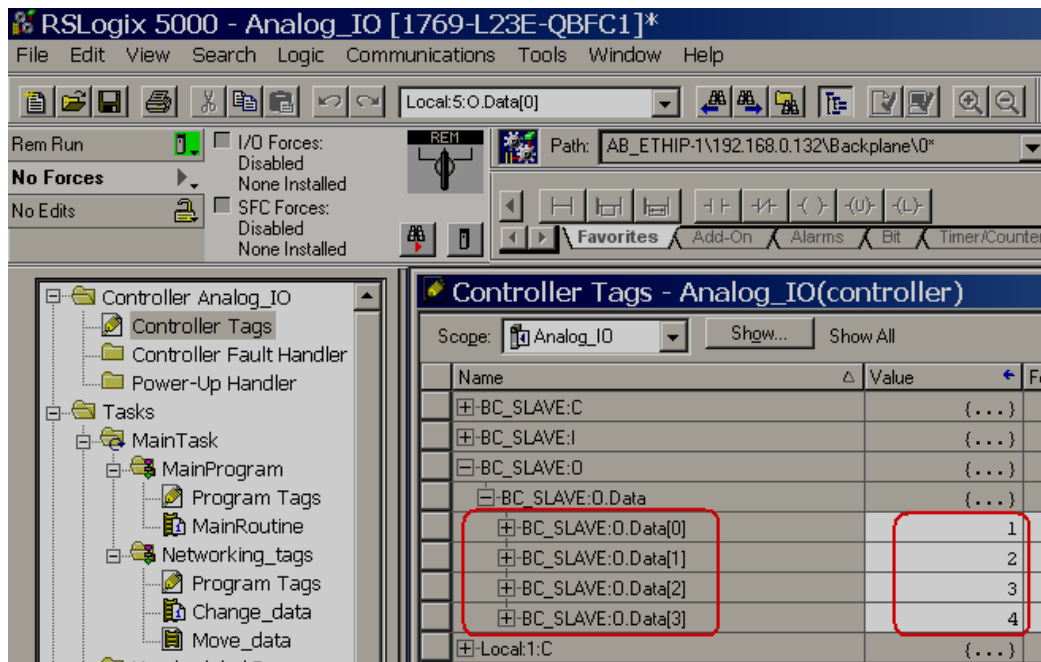 RSLogix 5000 - Analog_IO [1769-L23E-QBFC1]*
File Edit View Search Logic Communications Tools Window Help
Local:5:O.Data[0]
Rem Run
No Forces
No Edits
I/O Forces:
Disabled
None Installed
SFC Forces:
Disabled
None Installed
REM
Path: AB_ETHIP-1\192.168.0.132\Backplane\0*
Favorites Add-On Alarms Bit Timer/Counter
Controller Analog_IO
Controller Tags
Controller Fault Handler
Power-Up Handler
Tasks
MainTask
MainProgram
Program Tags
MainRoutine
Networking_tags
Program Tags
Change_data
Move_data
Controller Tags - Analog_IO(controller)
Scope: Analog_IO Show... Show All
Name Value
BC_SLAVE:C {...}
BC_SLAVE:I {...}
BC_SLAVE:O {...}
BC_SLAVE:O.Data {...}
BC_SLAVE:O.Data[0] 1
BC_SLAVE:O.Data[1] 2
BC_SLAVE:O.Data[2] 3
BC_SLAVE:O.Data[3] 4
Local:1:C {...}